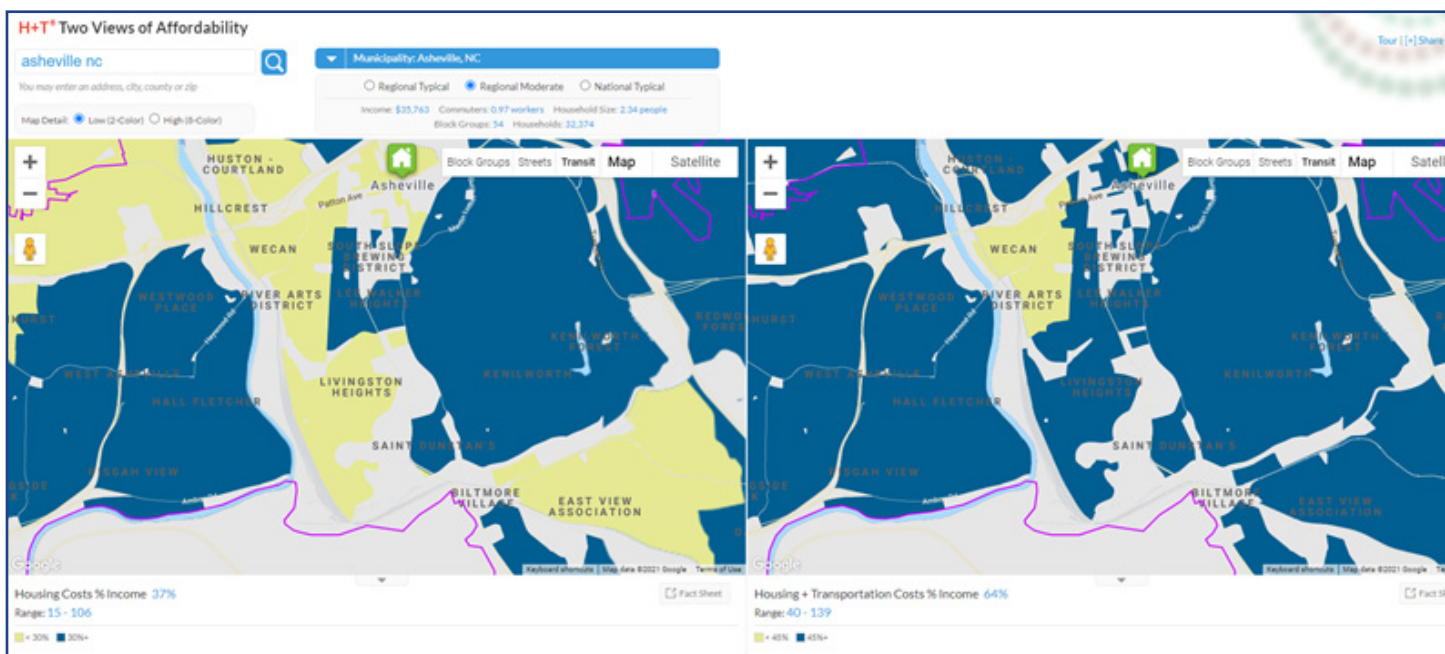 H+T® Two Views of Affordability
Tour | [+] Share
asheville nc
You may enter an address, city, county or zip
Map Detail: Low (2-Color) High (8-Color)
Municipality: Asheville, NC
Regional Typical Regional Moderate National Typical
Income: $35,763 Commuters: 0.97 workers Household Size: 2.34 people
Block Groups: 54 Households: 32,374
+
−
Block Groups Streets Transit Map Satellite
HUSTON -
COURTLAND
Asheville
Patton Ave
HILLCREST
WECAN
SOUTH SLOPE
BREWING
DISTRICT
WESTWOOD
PLACE
RIVER ARTS
DISTRICT
LEE WALKER
HEIGHTS
Haywood Rd
KENILWORTH
FOREST
WEST ASHEVILLE
LIVINGSTON
HEIGHTS
KENILWORTH
HALL FLETCHER
SAINT DUNSTAN'S
PISGAH VIEW
BILTMORE
VILLAGE
EAST VIEW
ASSOCIATION
Google
Keyboard shortcuts Map data ©2021 Google Terms of Use
Housing Costs % Income 37%
Fact Sheet
Range: 15 - 106
< 30% 30%+
+
−
Block Groups Streets Transit Map Satell
HUSTON -
COURTLAND
Asheville
HILLCREST
WECAN
SOUTH SLOPE
BREWING
DISTRICT
WESTWOOD
PLACE
RIVER ARTS
DISTRICT
LEE WALKER
HEIGHTS
Haywood Rd
KENILWORTH
FOREST
HURST
WEST ASHEVILLE
LIVINGSTON
HEIGHTS
KENILWORTH
HALL FLETCHER
SAINT DUNSTAN'S
PISGAH VIEW
BILTMORE
VILLAGE
EAST VIEW
ASSOCIATION
Google
Keyboard shortcuts Map data ©2021 Google
Housing + Transportation Costs % Income 64%
Fact Sh
Range: 40 - 139
< 45% 45%+